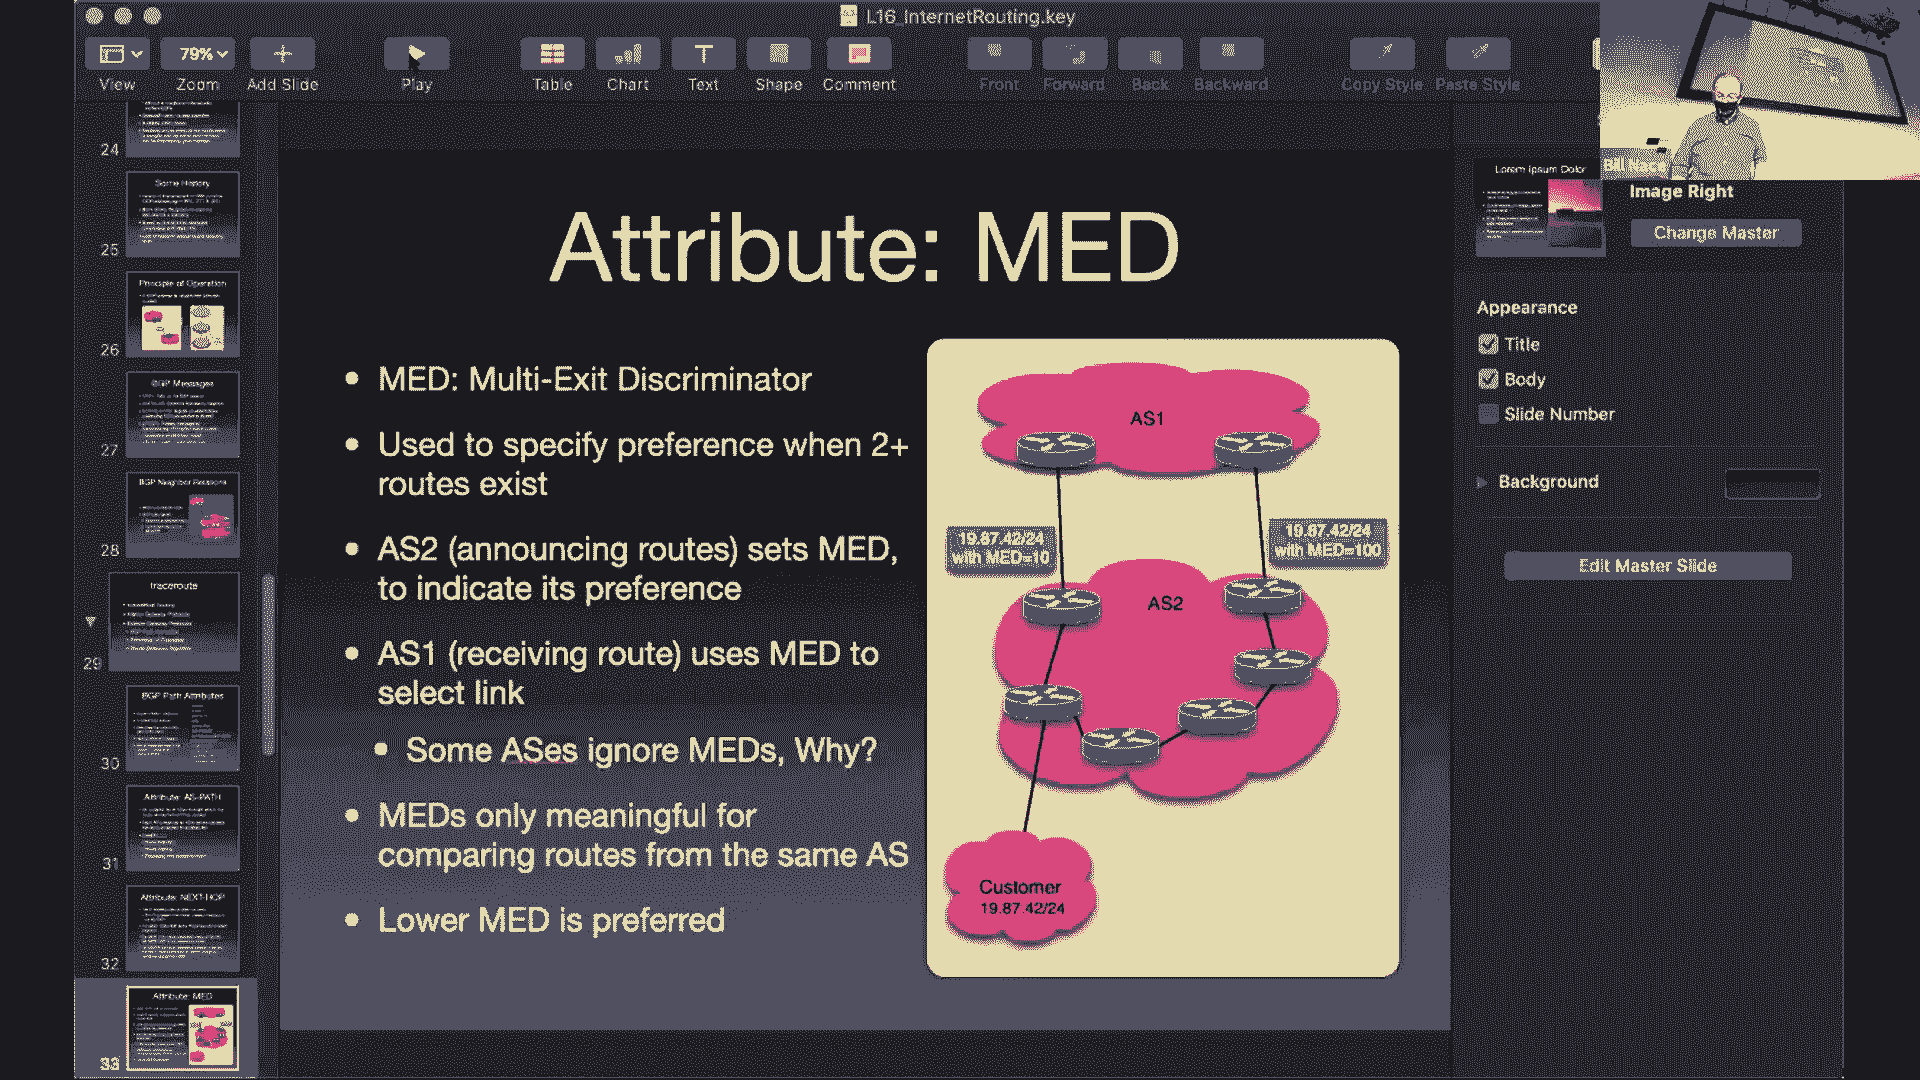 L16_InternetRouting.key
79%
View
Zoom
Add Slide
Play
Table
Chart
Text
Shape
Comment
Front
Forward
Back
Backward
Copy Style
Paste Style
Bill Nace
24
Some History
25
Principle of Operation
26
BGP Messages
27
BGP Neighbor Relations
28
traceroute
29
BGP Path Attributes
30
Attribute: AS-PATH
31
Attribute: NEXT-HOP
32
Attribute: MED
33
Attribute: MED
• MED: Multi-Exit Discriminator
• Used to specify preference when 2+
routes exist
• AS2 (announcing routes) sets MED,
to indicate its preference
• AS1 (receiving route) uses MED to
select link
• Some ASes ignore MEDs, Why?
• MEDs only meaningful for
comparing routes from the same AS
• Lower MED is preferred
AS1
19.87.42/24
with MED=10
19.87.42/24
with MED=100
AS2
Customer
19.87.42/24
Lorem Ipsum Dolor
Image Right
Change Master
Appearance
Title
Body
Slide Number
Background
Edit Master Slide